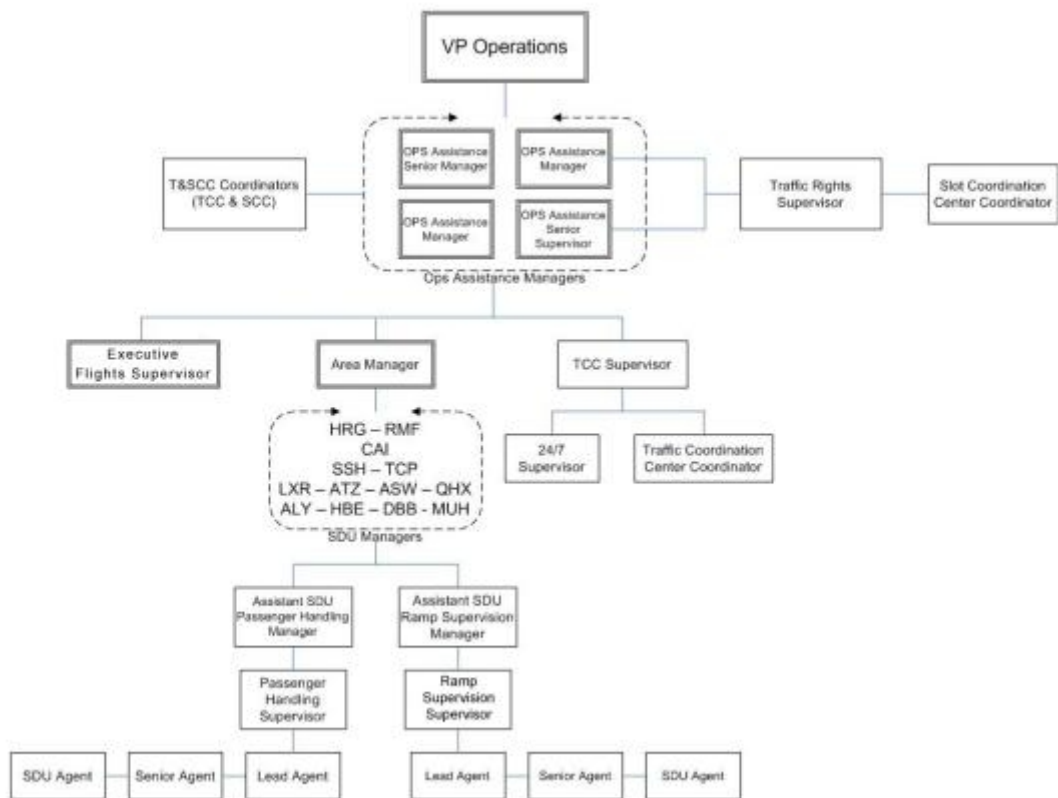 VP Operations
OPS Assistance
Senior Manager
OPS Assistance
Manager
T&SCC Coordinators
(TCC & SCC)
Traffic Rights
Supervisor
Slot Coordination
Center Coordinator
OPS Assistance
Manager
OPS Assistance
Senior
Supervisor
Ops Assistance Managers
Executive
Flights Supervisor
Area Manager
TCC Supervisor
HRG – RMF
CAI
SSH – TCP
LXR – ATZ – ASW – QHX
ALY – HBE – DBB - MUH
SDU Managers
24/7
Supervisor
Traffic Coordination
Center Coordinator
Assistant SDU
Passenger Handling
Manager
Assistant SDU
Ramp Supervision
Manager
Passenger
Handling
Supervisor
Ramp
Supervision
Supervisor
SDU Agent
Senior Agent
Lead Agent
Lead Agent
Senior Agent
SDU Agent